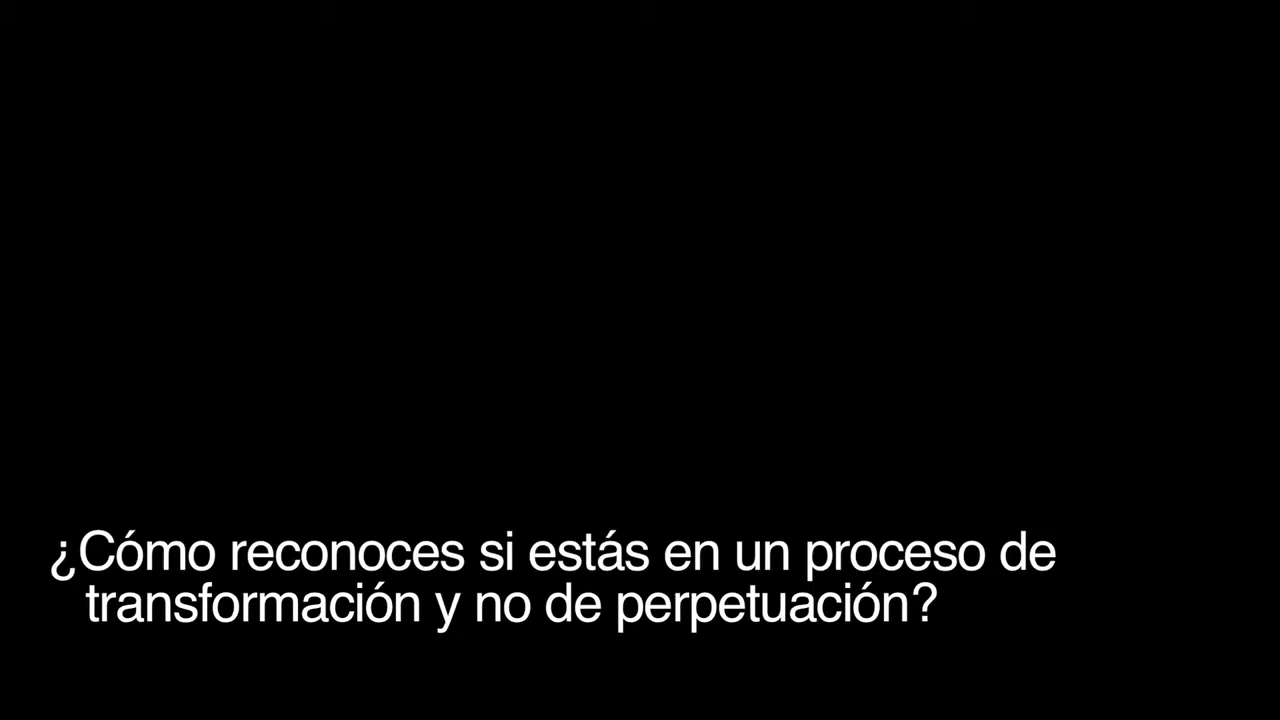 ¿Cómo reconoces si estás en un proceso de
transformación y no de perpetuación?